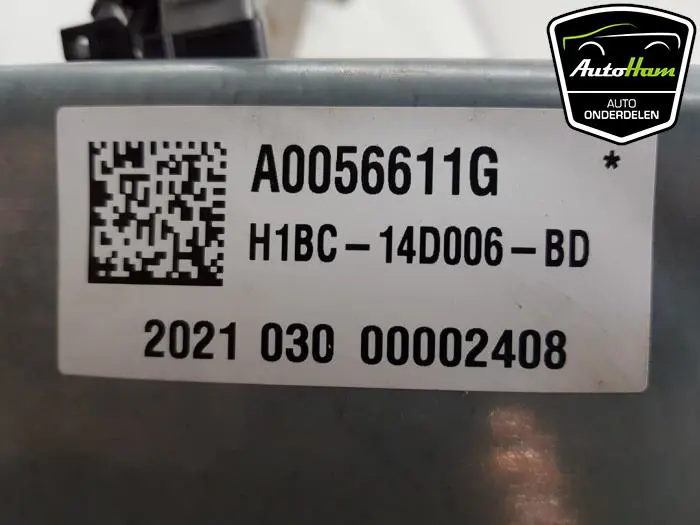 AutoHam
AUTO
ONDERDELEN
A0056611G *
H1BC-14D006-BD
2021 030 00002408